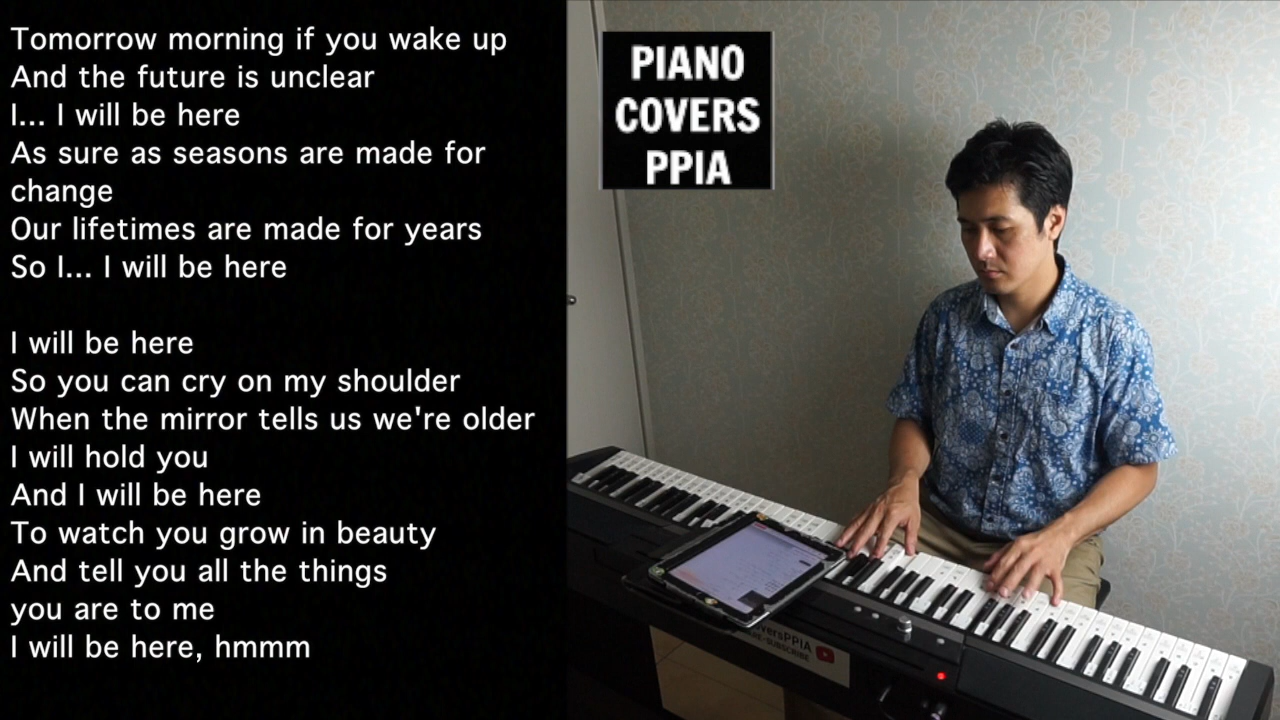 Tomorrow morning if you wake up
And the future is unclear
I... I will be here
As sure as seasons are made for
change
Our lifetimes are made for years
So I... I will be here
I will be here
So you can cry on my shoulder
When the mirror tells us we're older
I will hold you
And I will be here
To watch you grow in beauty
And tell you all the things
you are to me
I will be here, hmmm
PIANO
COVERS
PPIA
SUBSCRIBE